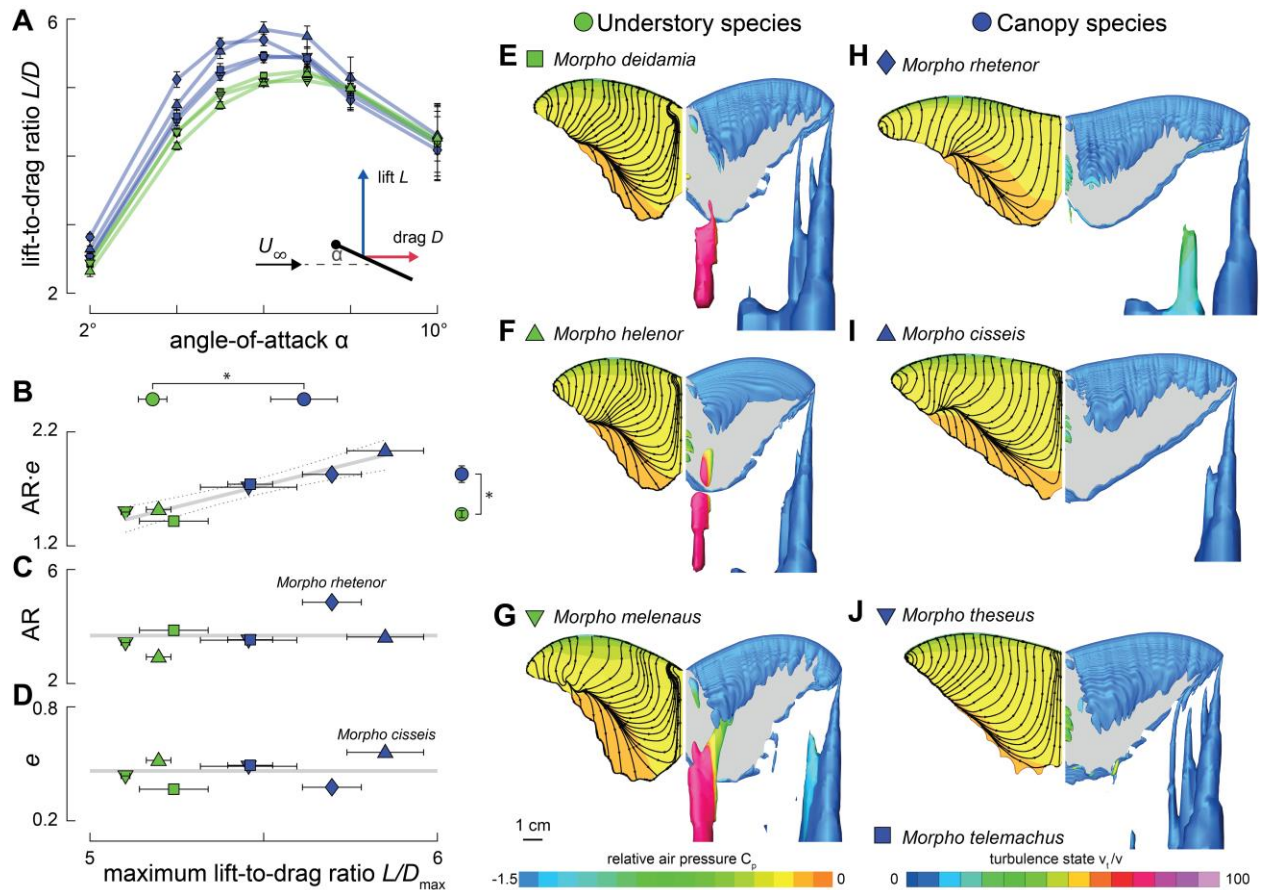 A
6
lift-to-drag ratio L/D
2
2°
10°
angle-of-attack α
lift L
drag D
U∞
α
Understory species
Canopy species
E
Morpho deidamia
H
Morpho rhetenor
F
Morpho helenor
I
Morpho cisseis
G
Morpho melenaus
J
Morpho theseus
Morpho telemachus
1 cm
relative air pressure Cp
-1.5
0
turbulence state vt/v
0
100
B
*
2.2
AR·e
1.2
*
C
6
Morpho rhetenor
AR
2
D
0.8
Morpho cisseis
e
0.2
5
6
maximum lift-to-drag ratio L/Dmax